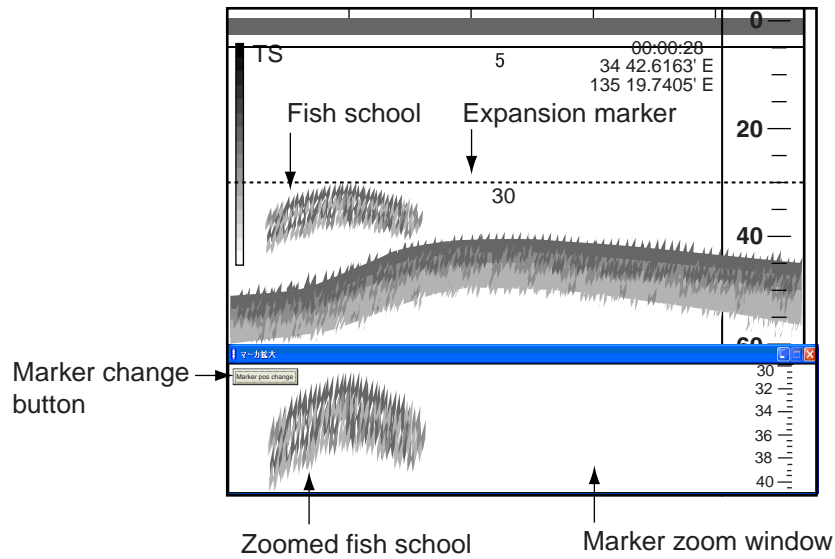 0
TS
5
00:00:28
34 42.6163' E
135 19.7405' E
Fish school
Expansion marker
20
30
40
60
マーカ拡大
Marker change
button
Marker pos change
30
32
34
36
38
40
Zoomed fish school
Marker zoom window